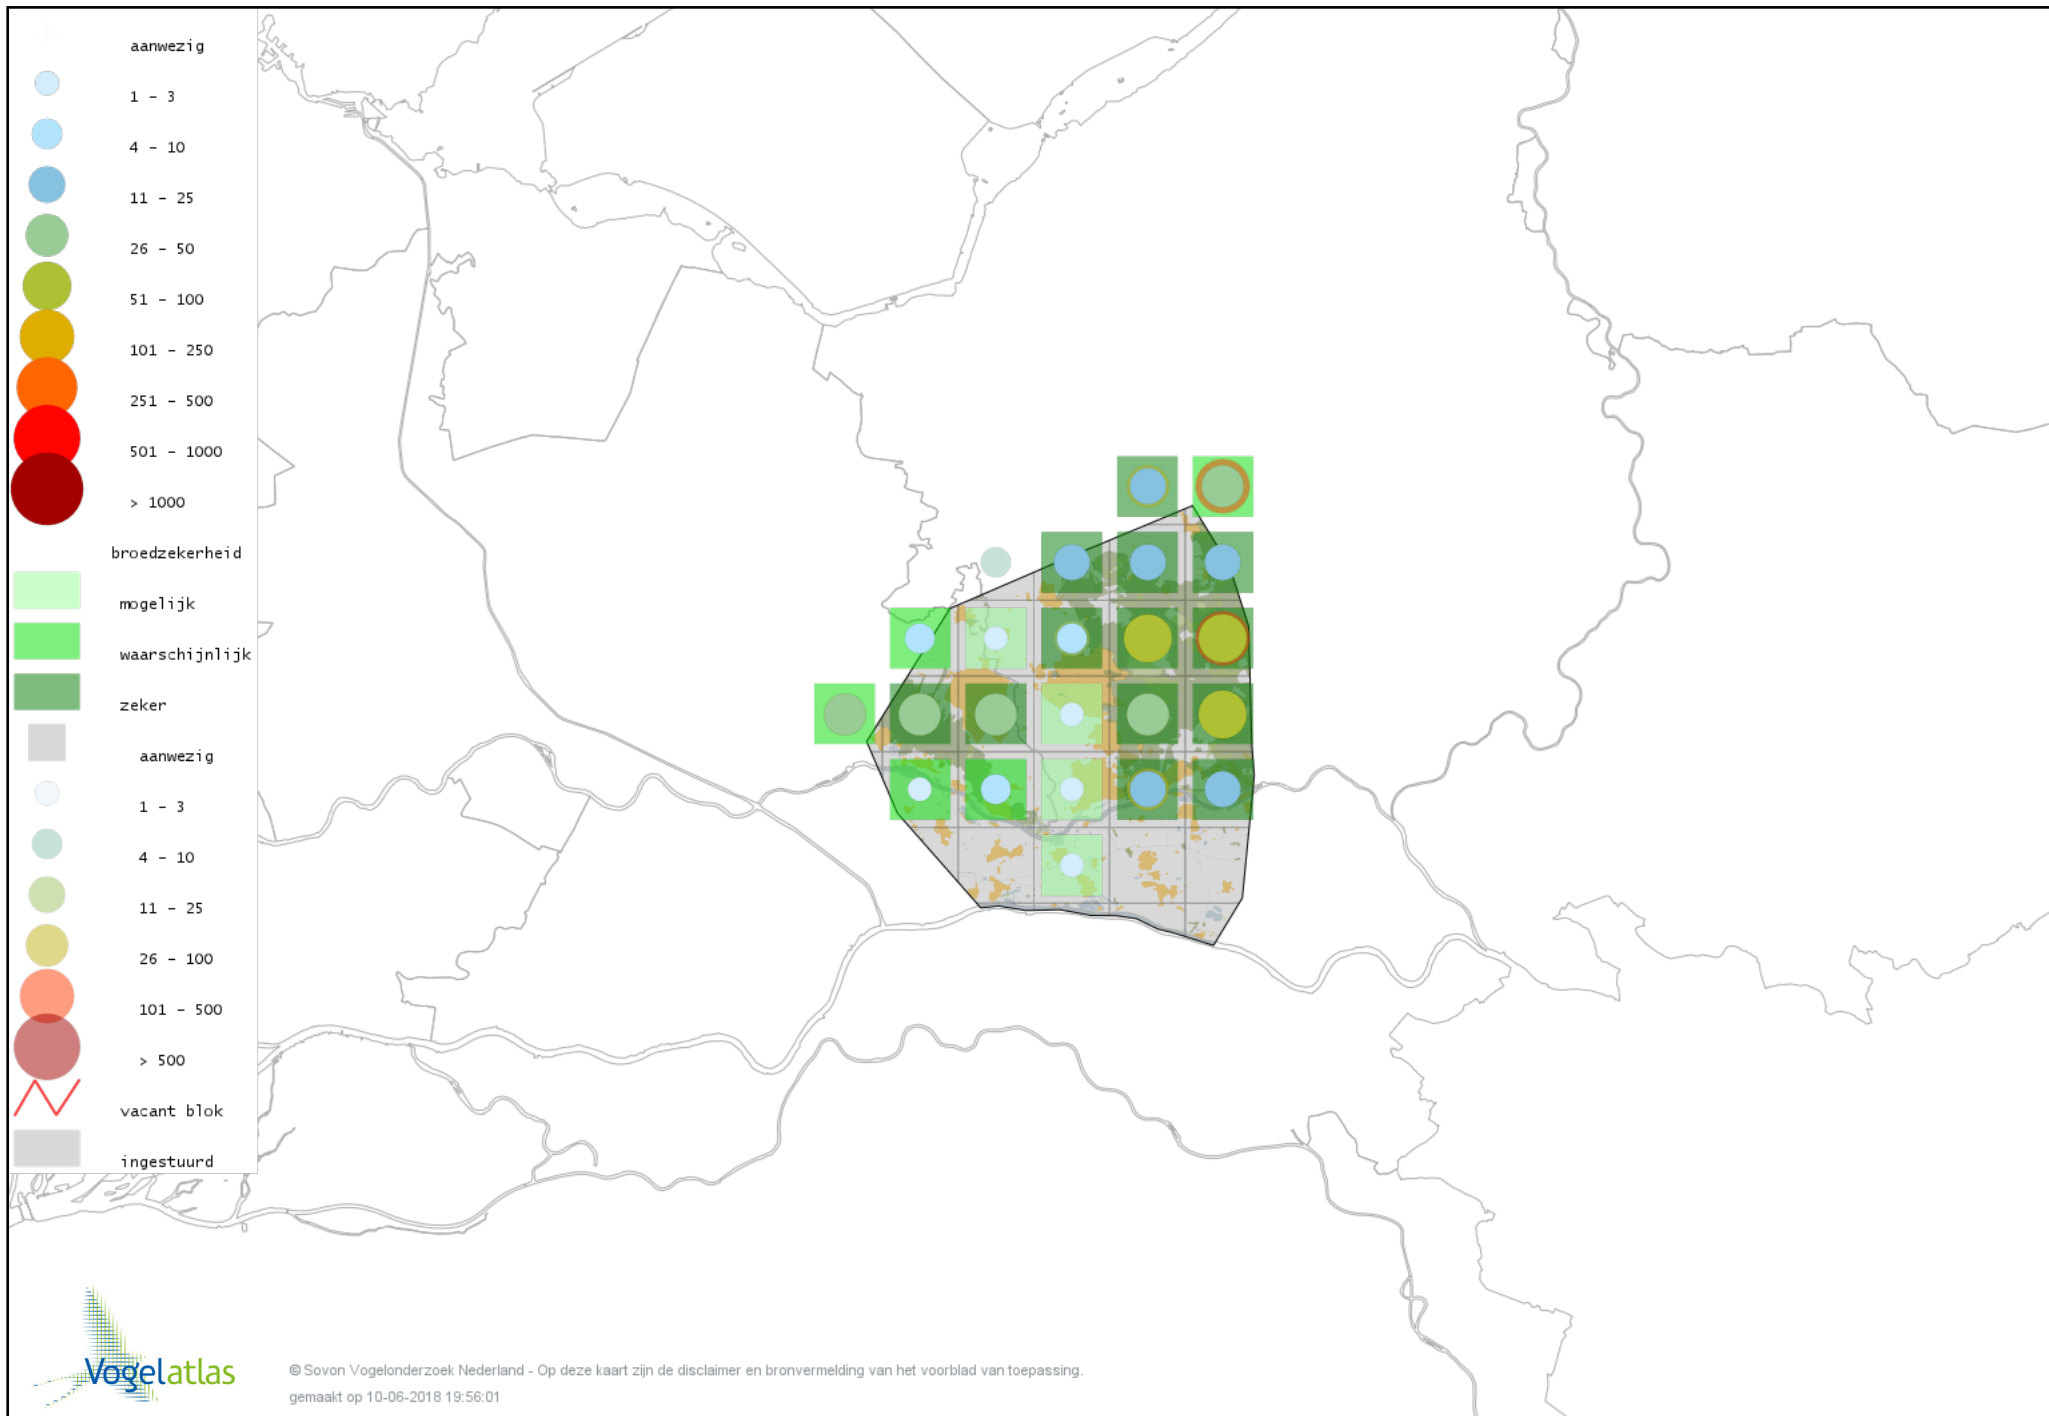 aanwezig
1 - 3
4 - 10
11 - 25
26 - 50
51 - 100
101 - 250
251 - 500
501 - 1000
> 1000
broedzekerheid
mogelijk
waarschijnlijk
zeker
aanwezig
1 - 3
4 - 10
11 - 25
26 - 100
101 - 500
> 500
vacant blok
ingestuurd
Vogelatlas
© Sovon Vogelonderzoek Nederland - Op deze kaart zijn de disclaimer en bronvermelding van het voorblad van toepassing.
gemaakt op 10-06-2018 19:56:01